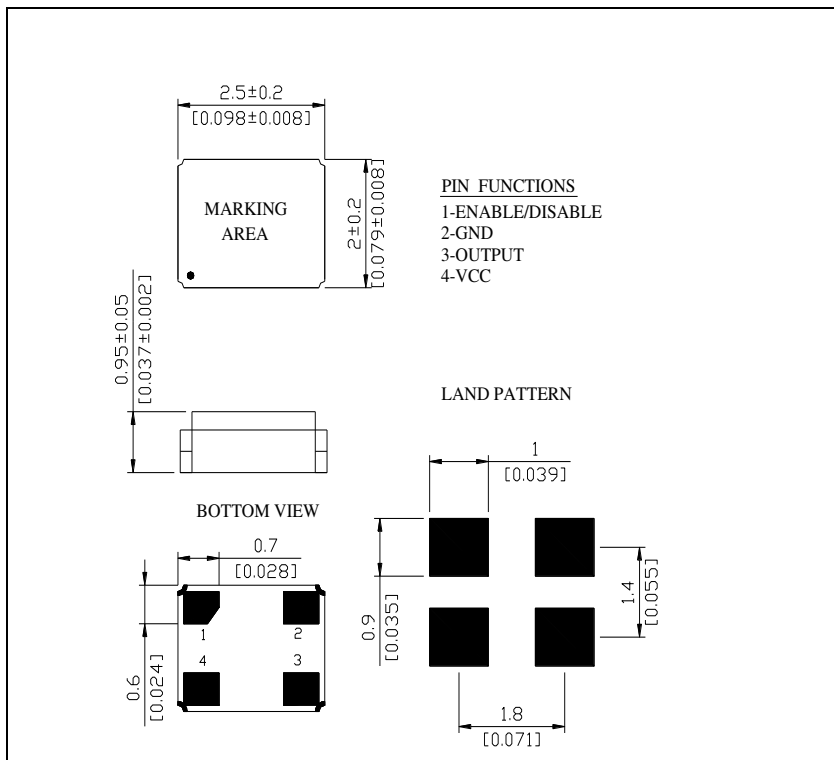 2.5±0.2
[0.098±0.008]
MARKING
AREA
2±0.2
[0.079±0.008]
PIN FUNCTIONS
1-ENABLE/DISABLE
2-GND
3-OUTPUT
4-VCC
0.95±0.05
[0.037±0.002]
LAND PATTERN
1
[0.039]
BOTTOM VIEW
0.7
[0.028]
1
2
4
3
0.6
[0.024]
0.9
[0.035]
1.4
[0.055]
1.8
[0.071]